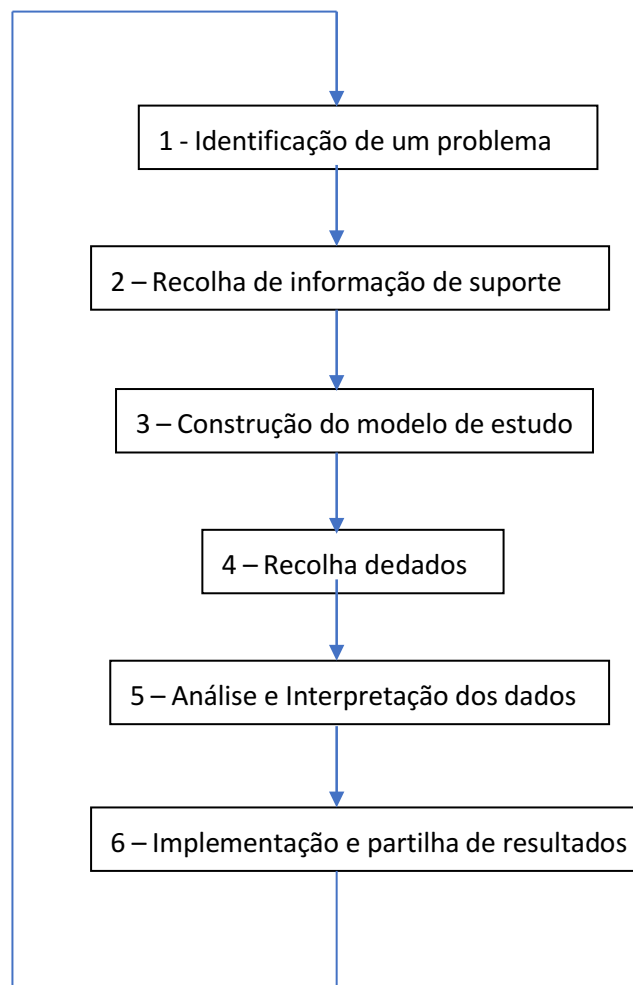 1 - Identificação de um problema
2 – Recolha de informação de suporte
3 – Construção do modelo de estudo
4 – Recolha dedados
5 – Análise e Interpretação dos dados
6 – Implementação e partilha de resultados